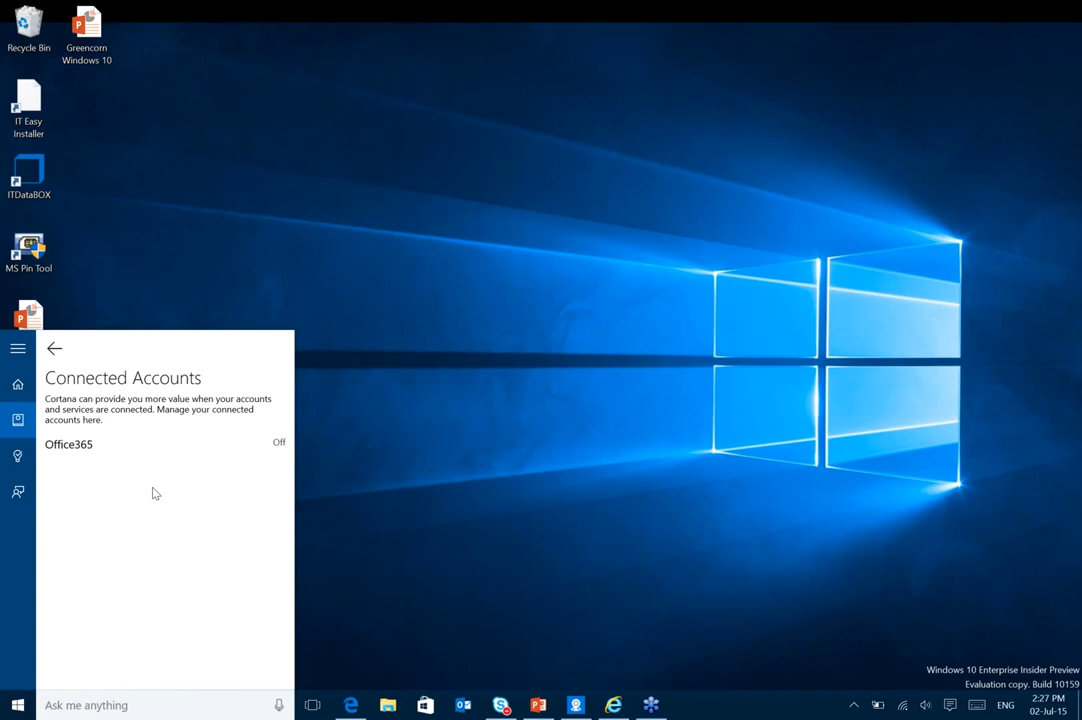 Recycle Bin
Greencorn
Windows 10
IT Easy
Installer
ITDataBOX
MS Pin Tool
Connected Accounts
Cortana can provide you more value when your accounts
and services are connected. Manage your connected
accounts here.
Office365 Off
Windows 10 Enterprise Insider Preview
Evaluation copy. Build 10159
Ask me anything
ENG
2:27 PM
02-Jul-15